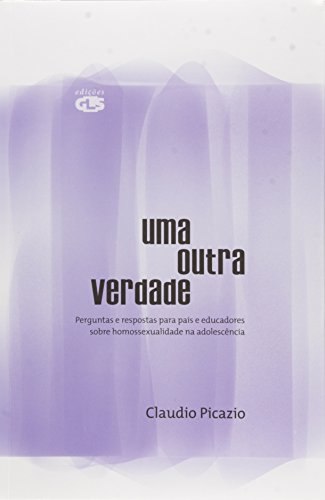 edições
GLS
uma
outra
verdade
Perguntas e respostas para pais e educadores
sobre homossexualidade na adolescência
Claudio Picazio